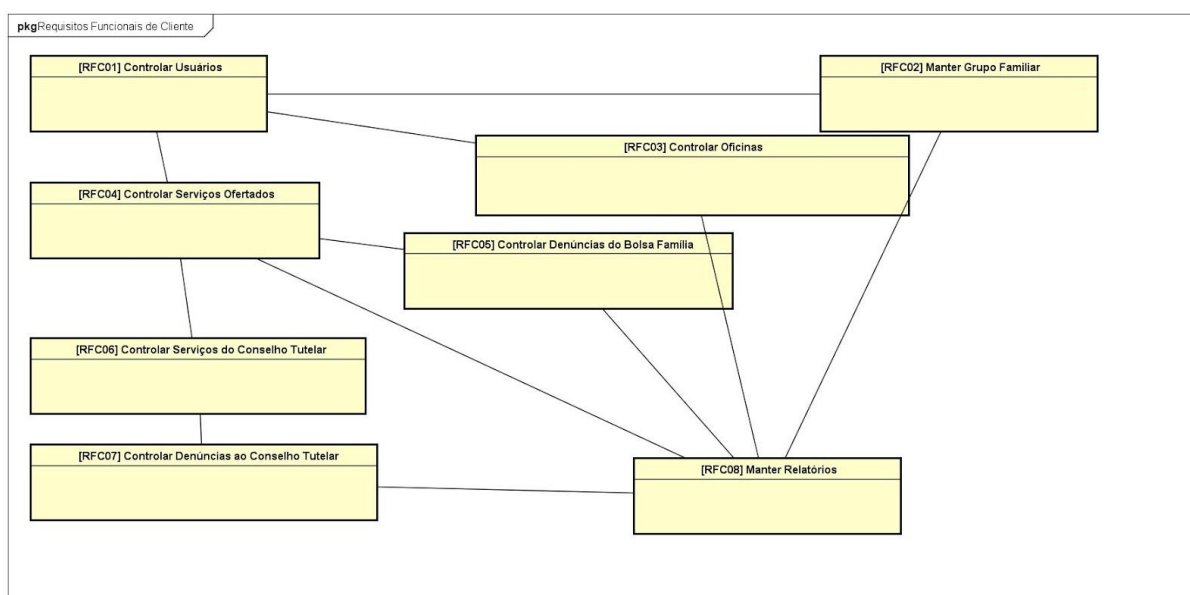 pkgRequisitos Funcionais de Cliente
[RFC01] Controlar Usuários
[RFC02] Manter Grupo Familiar
[RFC03] Controlar Oficinas
[RFC04] Controlar Serviços Ofertados
[RFC05] Controlar Denúncias do Bolsa Família
[RFC06] Controlar Serviços do Conselho Tutelar
[RFC07] Controlar Denúncias ao Conselho Tutelar
[RFC08] Manter Relatórios